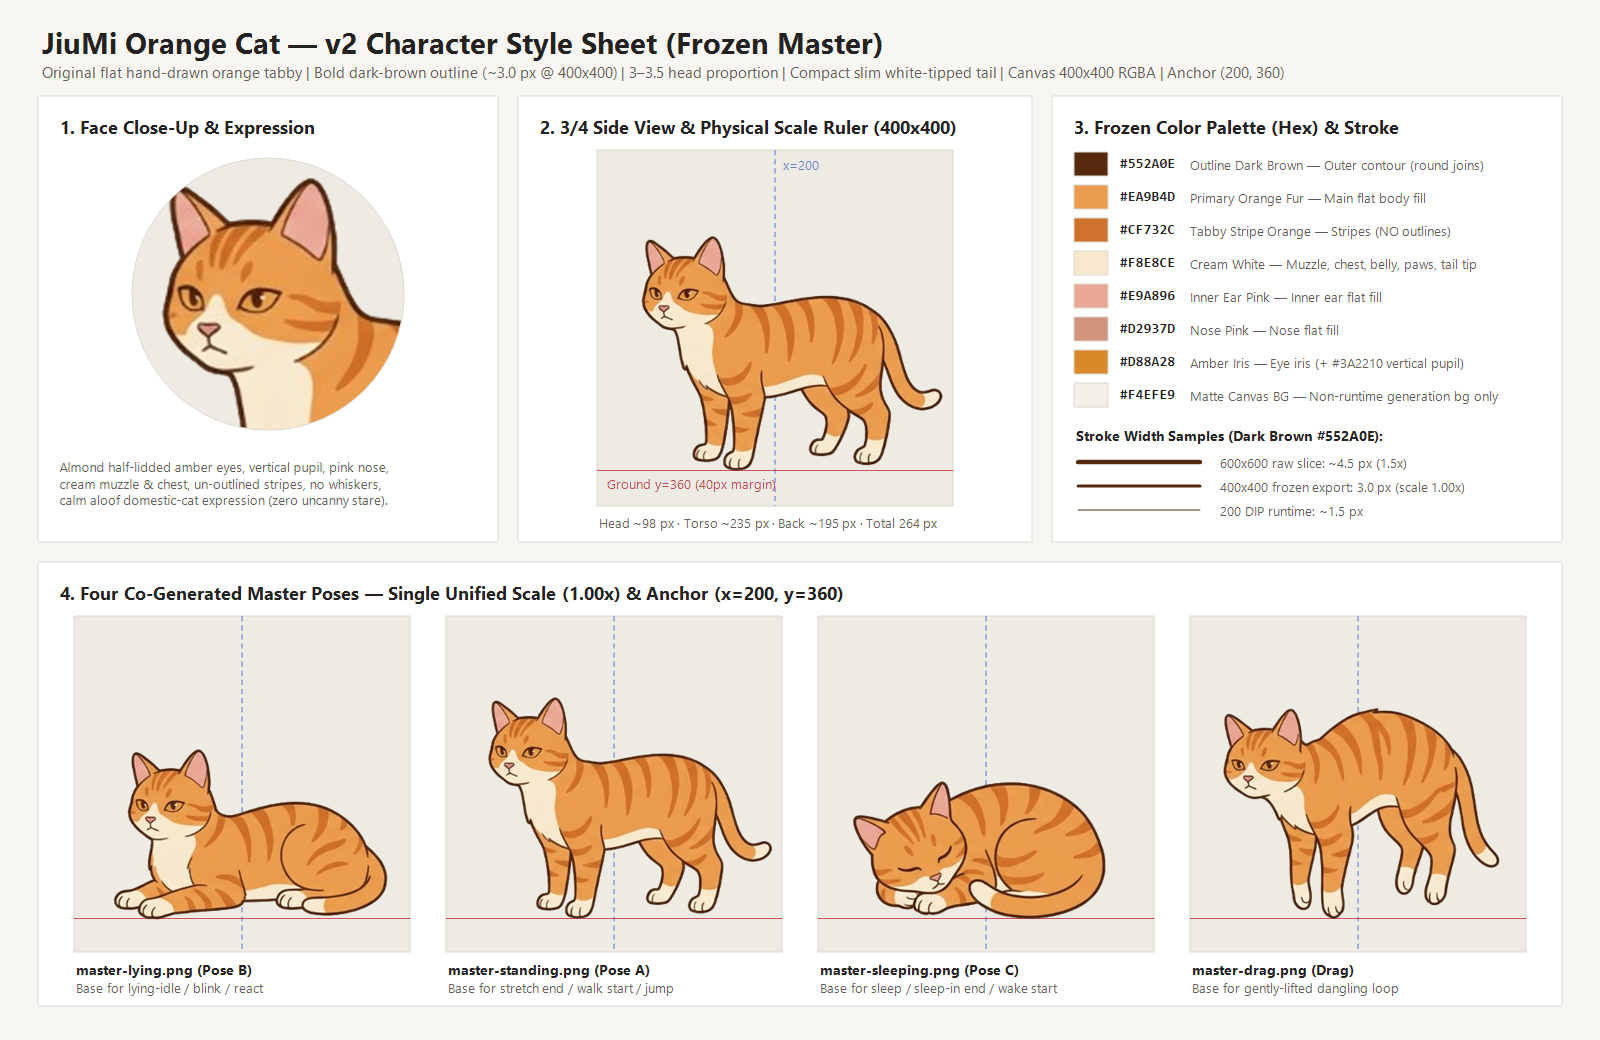 JiuMi Orange Cat — v2 Character Style Sheet (Frozen Master)
Original flat hand-drawn orange tabby | Bold dark-brown outline (~3.0 px @ 400x400) | 3–3.5 head proportion | Compact slim white-tipped tail | Canvas 400x400 RGBA | Anchor (200, 360)
1. Face Close-Up & Expression
Almond half-lidded amber eyes, vertical pupil, pink nose,
cream muzzle & chest, un-outlined stripes, no whiskers,
calm aloof domestic-cat expression (zero uncanny stare).
2. 3/4 Side View & Physical Scale Ruler (400x400)
x=200
Ground y=360 (40px margin)
Head ~98 px · Torso ~235 px · Back ~195 px · Total 264 px
3. Frozen Color Palette (Hex) & Stroke
#552A0E Outline Dark Brown — Outer contour (round joins)
#EA9B4D Primary Orange Fur — Main flat body fill
#CF732C Tabby Stripe Orange — Stripes (NO outlines)
#F8E8CE Cream White — Muzzle, chest, belly, paws, tail tip
#E9A896 Inner Ear Pink — Inner ear flat fill
#D2937D Nose Pink — Nose flat fill
#D88A28 Amber Iris — Eye iris (+ #3A2210 vertical pupil)
#F4EFE9 Matte Canvas BG — Non-runtime generation bg only
Stroke Width Samples (Dark Brown #552A0E):
600x600 raw slice: ~4.5 px (1.5x)
400x400 frozen export: 3.0 px (scale 1.00x)
200 DIP runtime: ~1.5 px
4. Four Co-Generated Master Poses — Single Unified Scale (1.00x) & Anchor (x=200, y=360)
master-lying.png (Pose B)
Base for lying-idle / blink / react
master-standing.png (Pose A)
Base for stretch end / walk start / jump
master-sleeping.png (Pose C)
Base for sleep / sleep-in end / wake start
master-drag.png (Drag)
Base for gently-lifted dangling loop